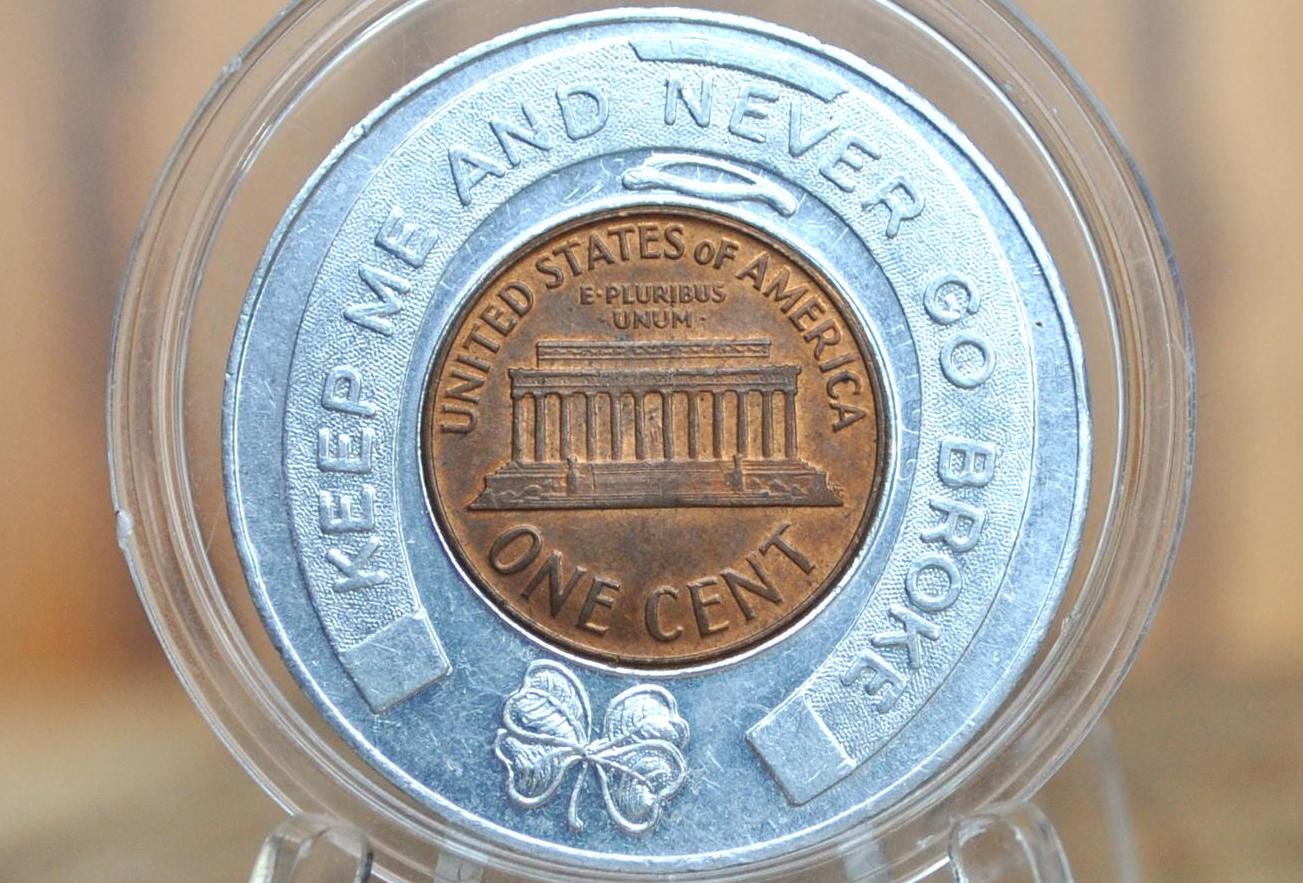 KEEP ME AND NEVER GO BROKE
UNITED STATES OF AMERICA
E·PLURIBUS
·UNUM·
ONE CENT